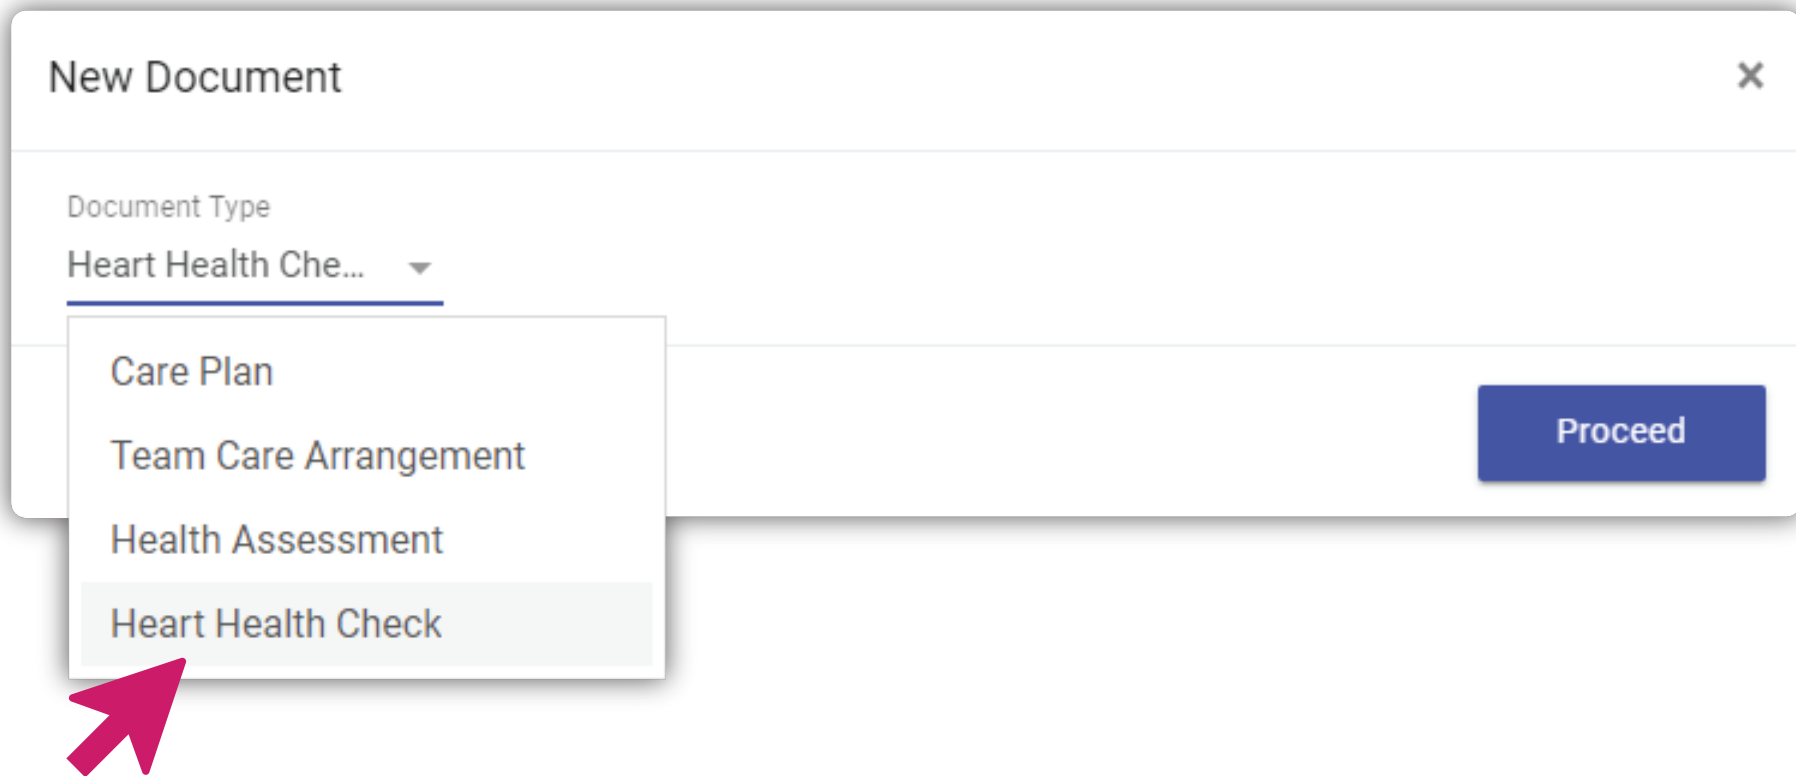 New Document
×
Document Type
Heart Health Che...
Care Plan
Team Care Arrangement
Health Assessment
Heart Health Check
Proceed